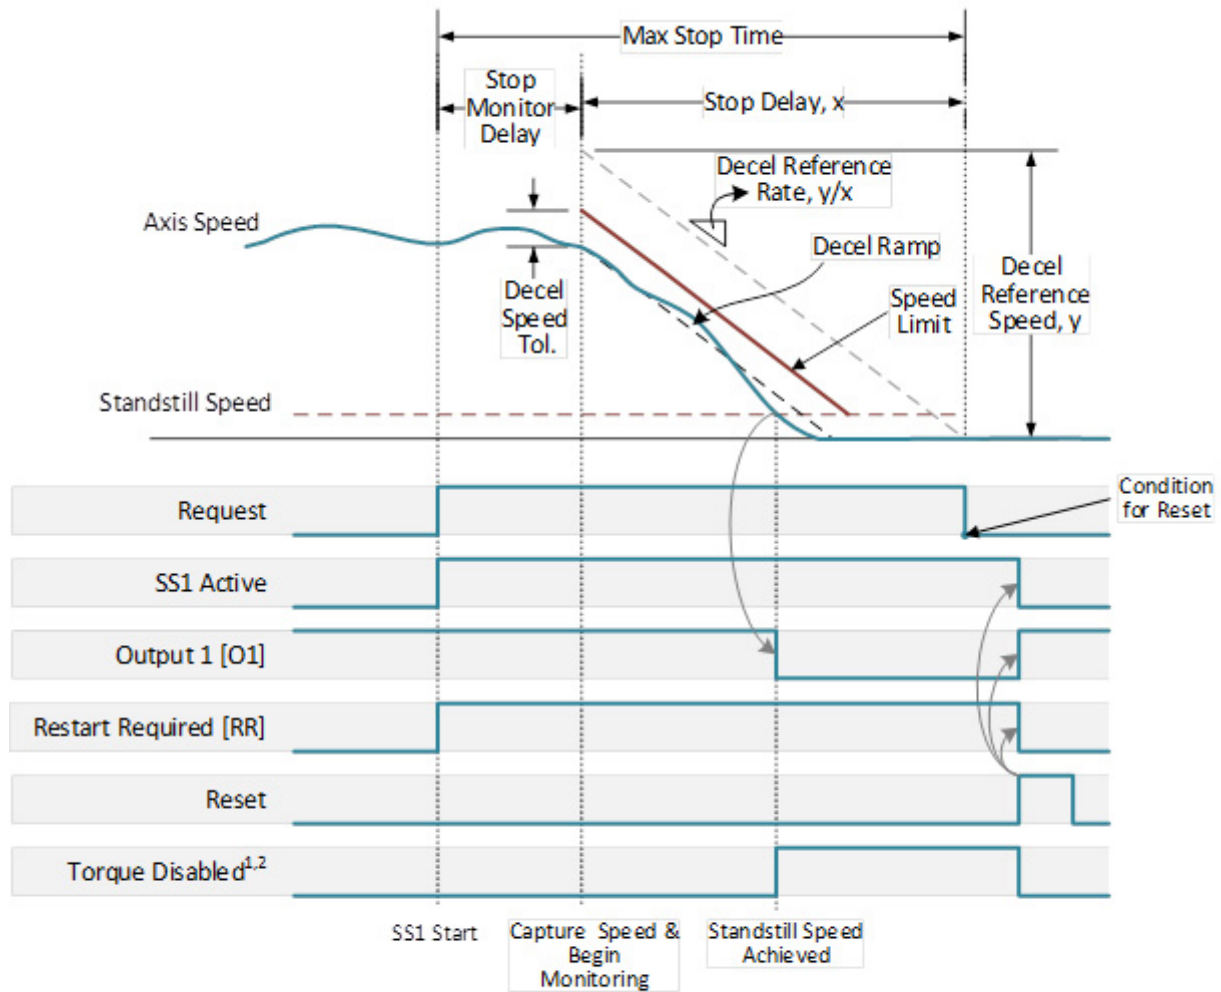 Max Stop Time
Stop
Monitor
Delay
Stop Delay, x
Decel Reference
Rate, y/x
Axis Speed
Decel Ramp
Decel
Speed
Tol.
Speed
Limit
Decel
Reference
Speed, y
Standstill Speed
Request
Condition
for Reset
SS1 Active
Output 1 [O1]
Restart Required [RR]
Reset
Torque Disabled1,2
SS1 Start
Capture Speed &
Begin
Monitoring
Standstill Speed
Achieved